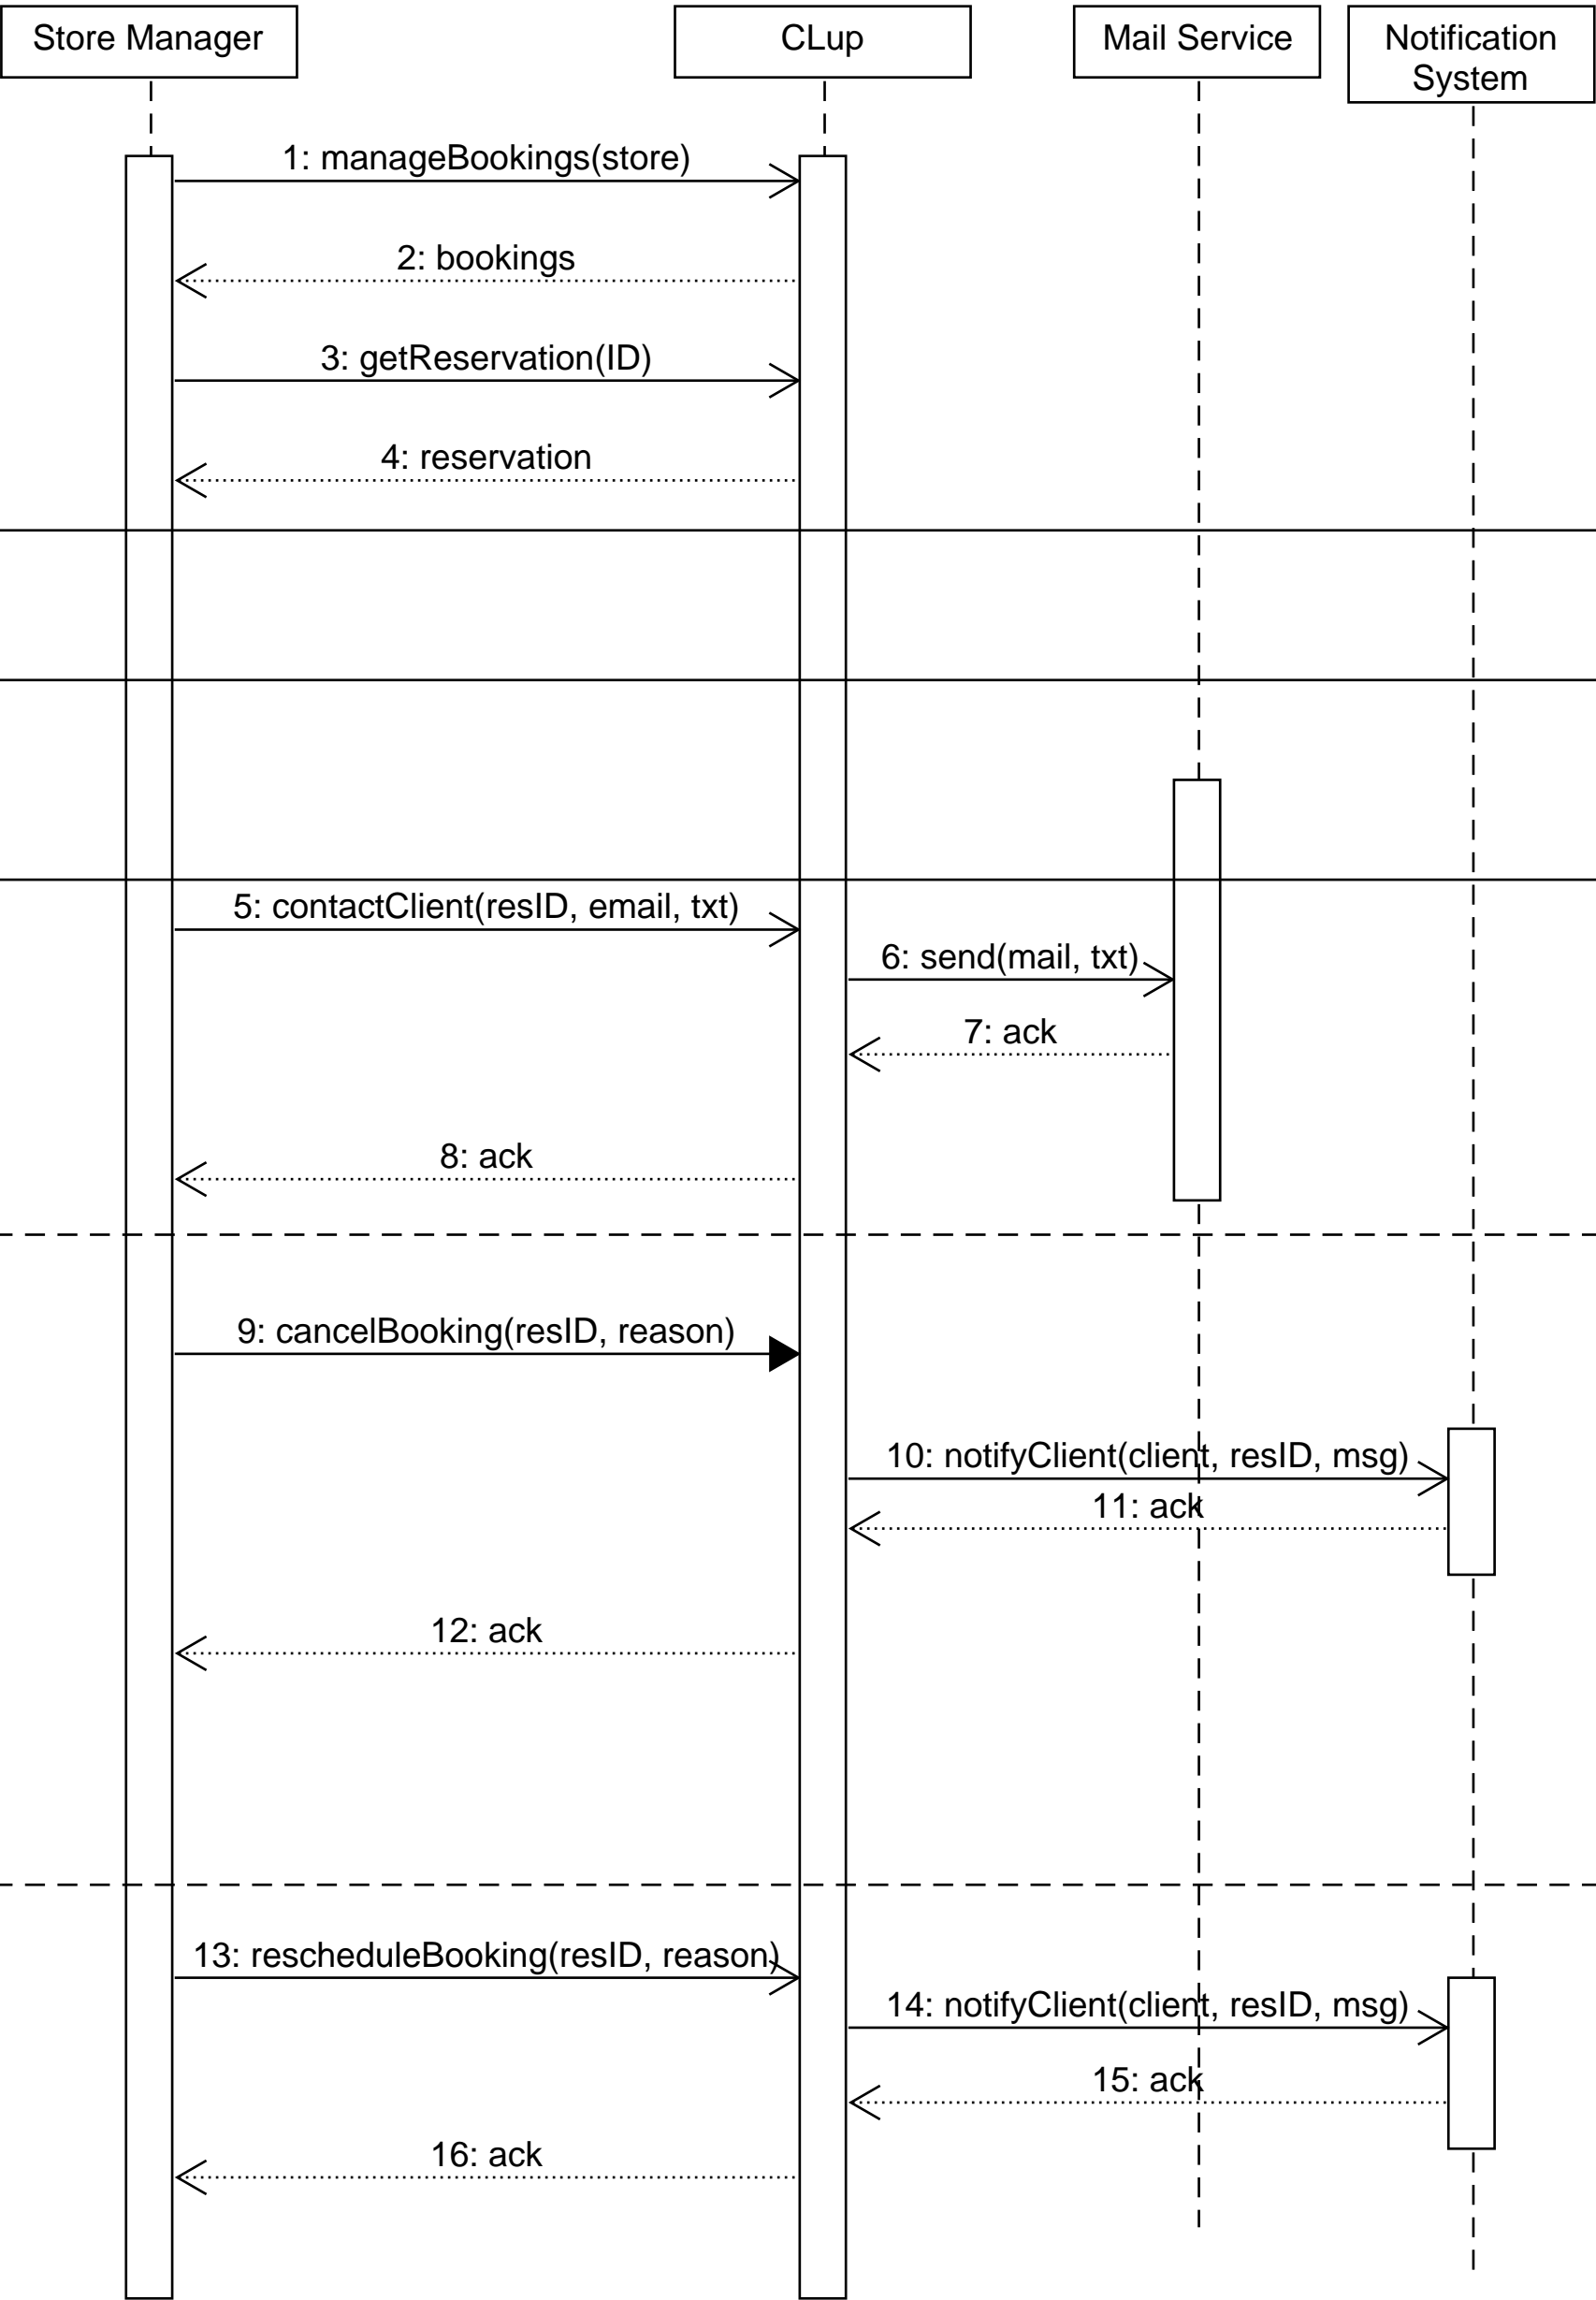 Store Manager
CLup
Mail Service
Notification
System
1: manageBookings(store)
2: bookings
3: getReservation(ID)
4: reservation
5: contactClient(resID, email, txt)
6: send(mail, txt)
7: ack
8: ack
9: cancelBooking(resID, reason)
10: notifyClient(client, resID, msg)
11: ack
12: ack
13: rescheduleBooking(resID, reason)
14: notifyClient(client, resID, msg)
15: ack
16: ack